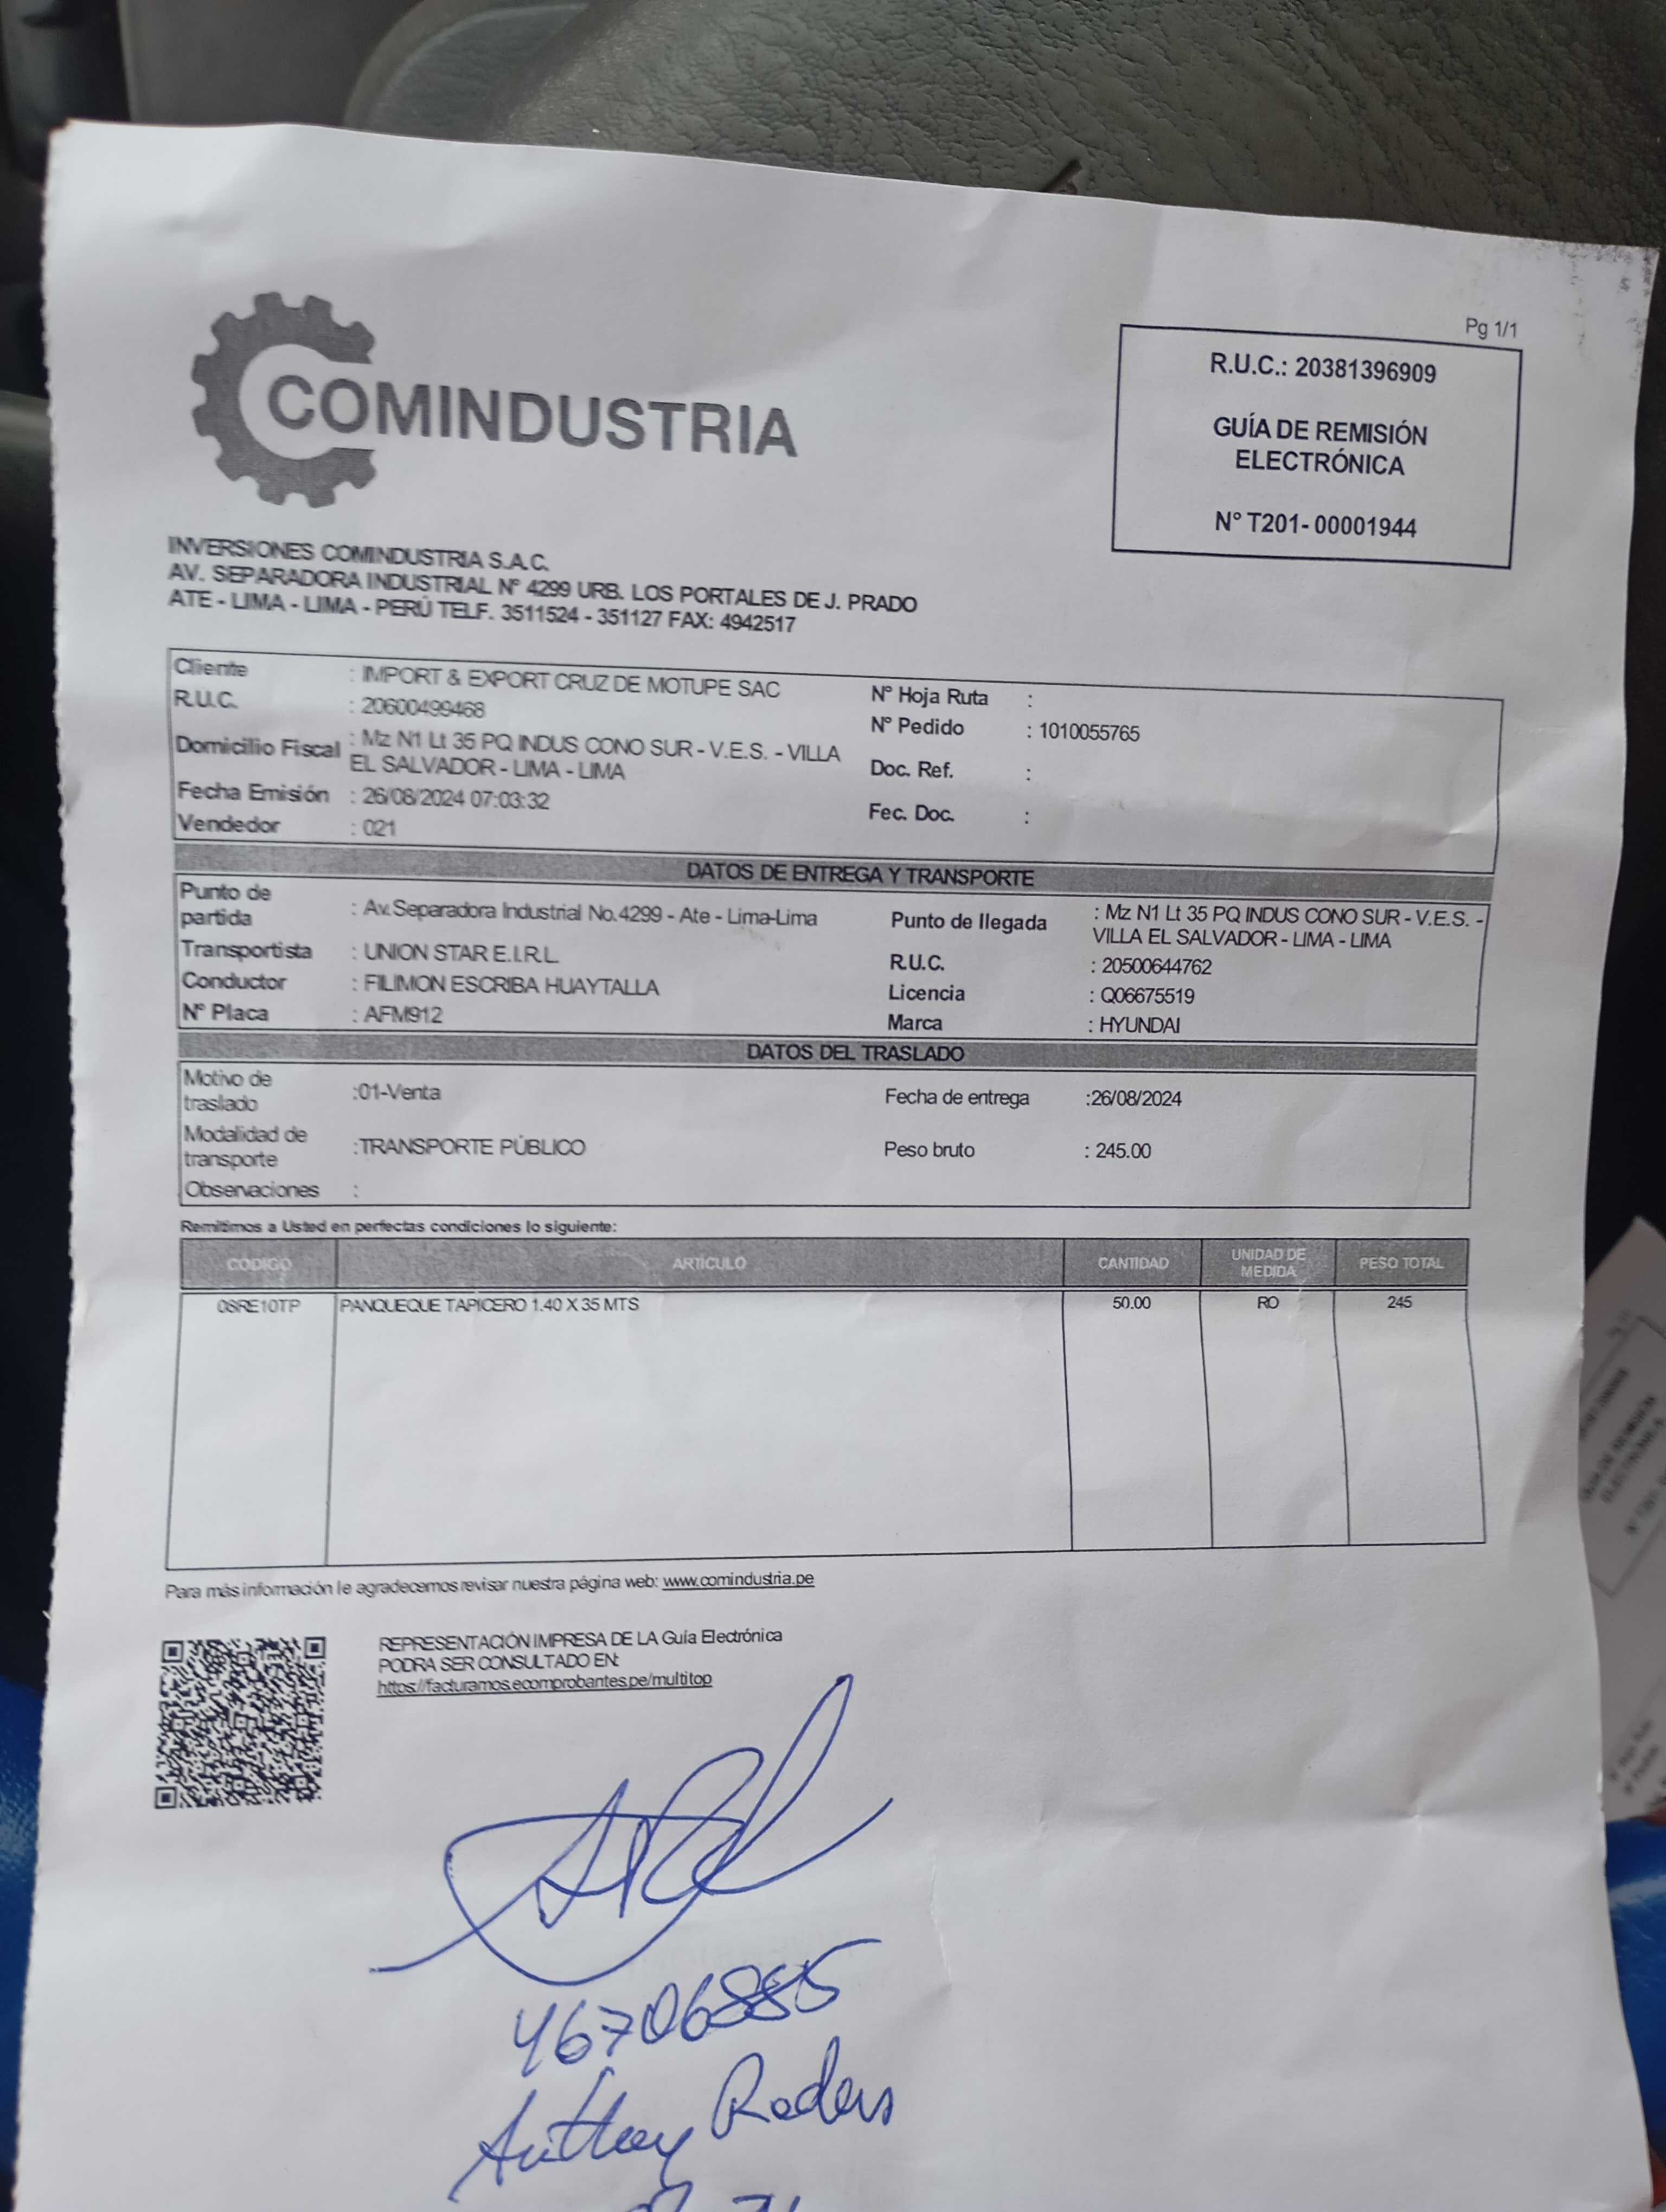 Pg 1/1
COMINDUSTRIA
R.U.C.: 20381396909
GUÍA DE REMISIÓN
ELECTRÓNICA
N° T201- 00001944
INVERSIONES COMINDUSTRIA S.A.C.
AV. SEPARADORA INDUSTRIAL N° 4299 URB. LOS PORTALES DE J. PRADO
ATE - LIMA - LIMA - PERÚ TELF. 3511524 - 351127 FAX: 4942517
Cliente : IMPORT & EXPORT CRUZ DE MOTUPE SAC
R.U.C. : 20600499468
Domicilio Fiscal : Mz N1 Lt 35 PQ INDUS CONO SUR - V.E.S. - VILLA
EL SALVADOR - LIMA - LIMA
Fecha Emisión : 26/08/2024 07:03:32
Vendedor : 021
N° Hoja Ruta :
N° Pedido : 1010055765
Doc. Ref. :
Fec. Doc. :
DATOS DE ENTREGA Y TRANSPORTE
Punto de
partida : Av.Separadora Industrial No.4299 - Ate - Lima-Lima
Transportista : UNION STAR E.I.R.L
Conductor : FILIMON ESCRIBA HUAYTALLA
N° Placa : AFM912
Punto de llegada : Mz N1 Lt 35 PQ INDUS CONO SUR - V.E.S. -
VILLA EL SALVADOR - LIMA - LIMA
R.U.C. : 20500644762
Licencia : Q06675519
Marca : HYUNDAI
DATOS DEL TRASLADO
Motivo de
traslado :01-Venta
Fecha de entrega :26/08/2024
Modalidad de
transporte :TRANSPORTE PÚBLICO
Peso bruto : 245.00
Observaciones :
Remitimos a Usted en perfectas condiciones lo siguiente:
CODIGO ARTICULO CANTIDAD UNIDAD DE MEDIDA PESO TOTAL
08RE10TP PANQUEQUE TAPICERO 1.40 X 35 MTS 50.00 RO 245
Para más información le agradecemos revisar nuestra página web: www.comindustria.pe
REPRESENTACIÓN IMPRESA DE LA Guía Electrónica
PODRA SER CONSULTADO EN:
https://facturamos.ecomprobantes.pe/multitop
46706885
Anthony